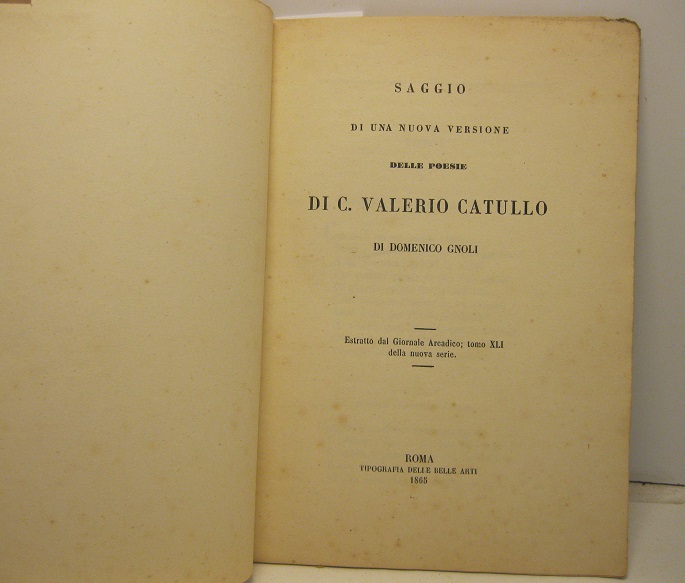 SAGGIO
DI UNA NUOVA VERSIONE
DELLE POESIE
DI C. VALERIO CATULLO
DI DOMENICO GNOLI
Estratto dal Giornale Arcadico; tomo XLI
della nuova serie.
ROMA
TIPOGRAFIA DELLE BELLE ARTI
1865